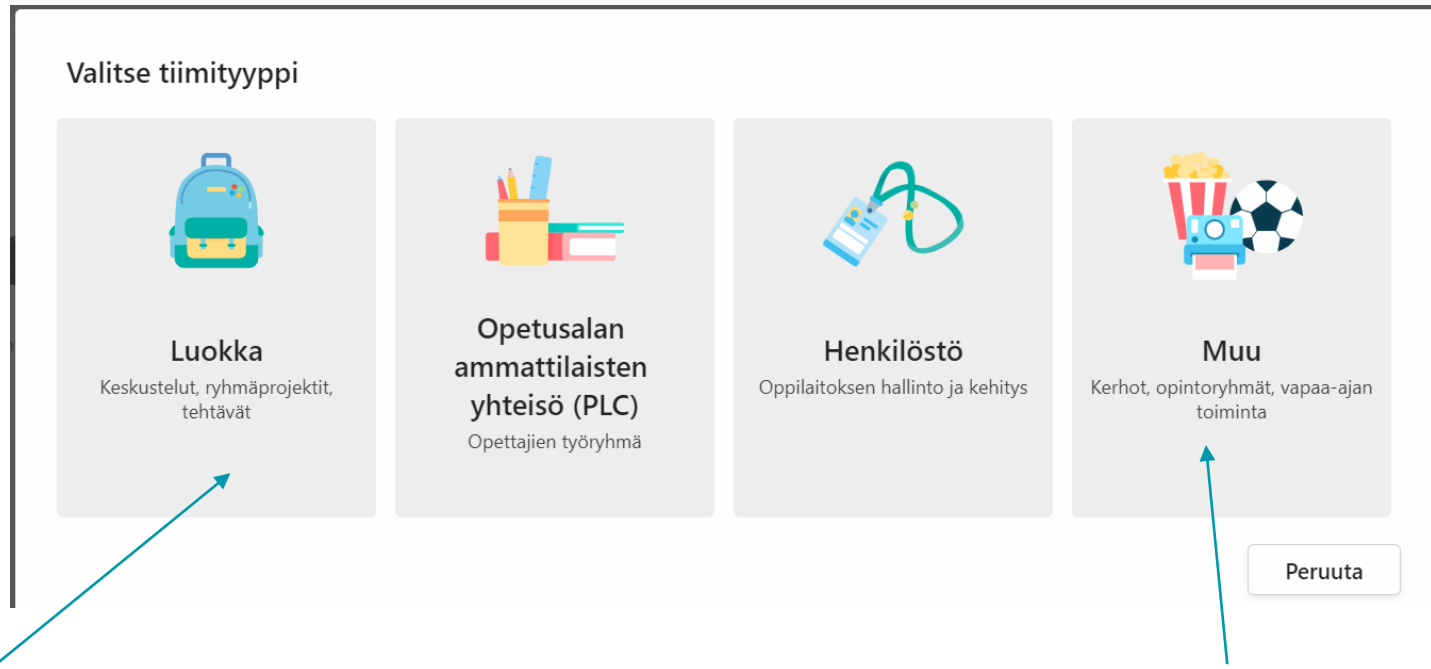 Valitse tiimityyppi
Luokka
Keskustelut, ryhmäprojektit,
tehtävät
Opetusalan
ammattilaisten
yhteisö (PLC)
Opettajien työryhmä
Henkilöstö
Oppilaitoksen hallinto ja kehitys
Muu
Kerhot, opintoryhmät, vapaa-ajan
toiminta
Peruuta